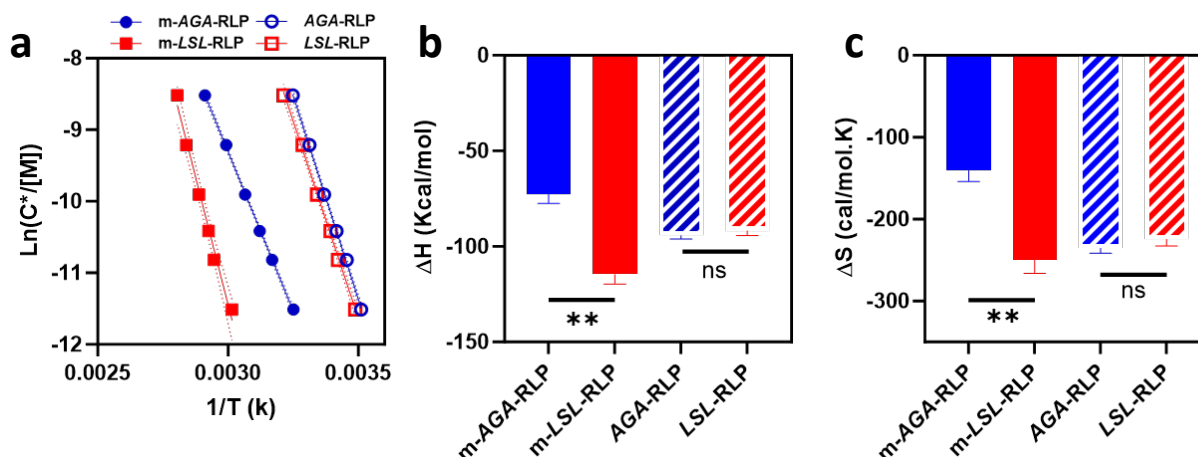 a
m-AGA-RLP AGA-RLP
m-LSL-RLP LSL-RLP
Ln(C*/[M])
-8
-9
-10
-11
-12
0.0025 0.0030 0.0035
1/T (k)
b
ΔH (Kcal/mol)
0
-50
-100
-150
**
ns
m-AGA-RLP m-LSL-RLP AGA-RLP LSL-RLP
c
ΔS (cal/mol.K)
0
-100
-200
-300
**
ns
m-AGA-RLP m-LSL-RLP AGA-RLP LSL-RLP